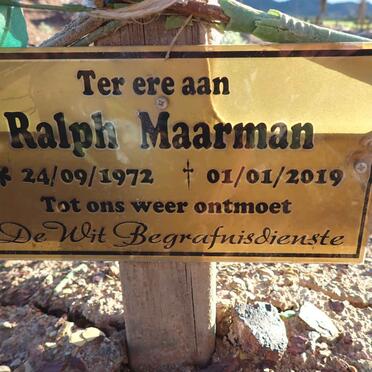 Ter ere aan
Ralph Maarman
* 24/09/1972 † 01/01/2019
Tot ons weer ontmoet
De Wit Begrafnisdienste